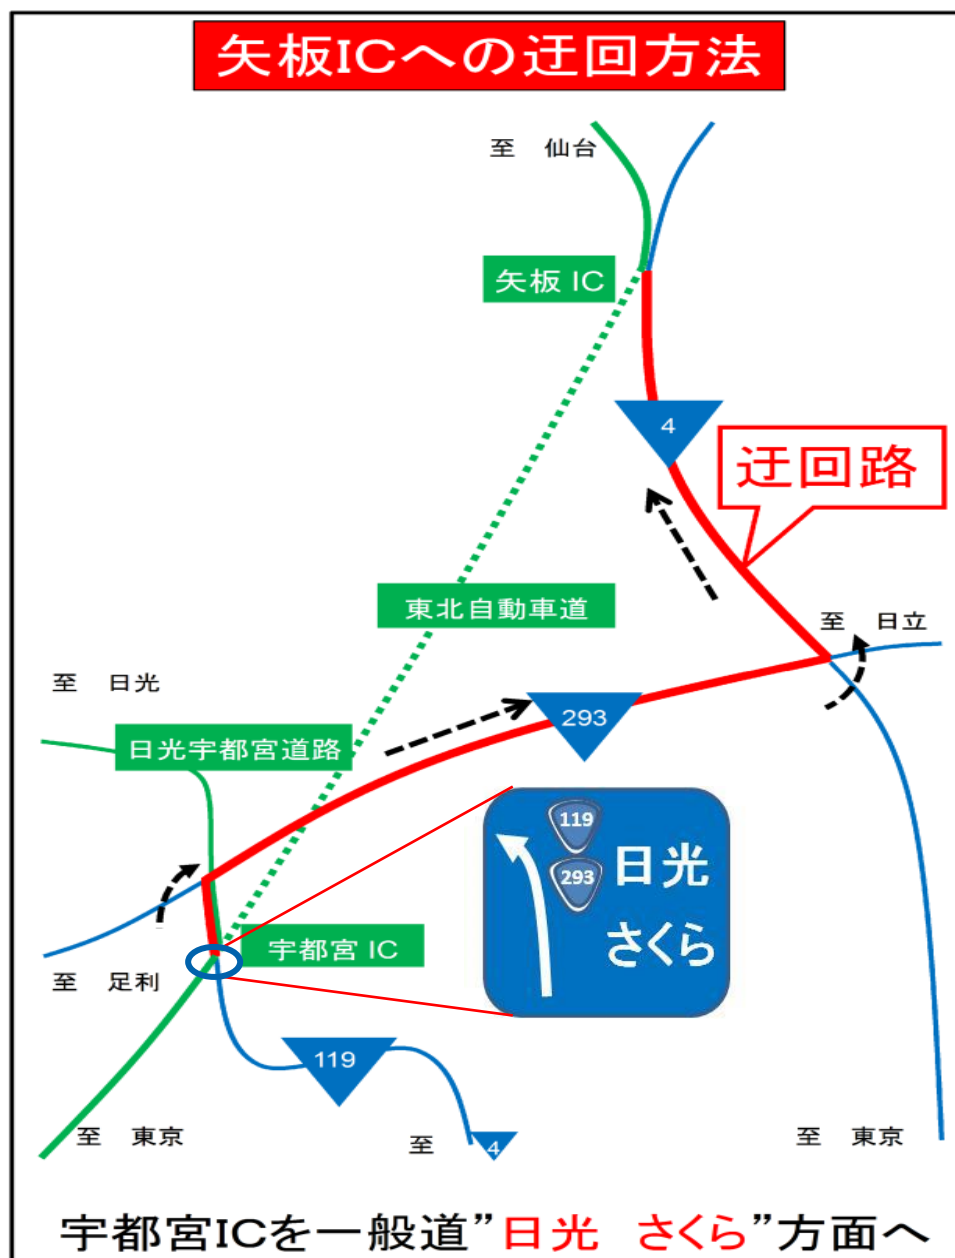 矢板ICへの迂回方法
至 仙台
矢板 IC
4
迂回路
東北自動車道
至 日立
至 日光
293
日光宇都宮道路
119
293
日光
さくら
宇都宮 IC
至 足利
119
至 東京
至 4
至 東京
宇都宮ICを一般道”日光 さくら”方面へ